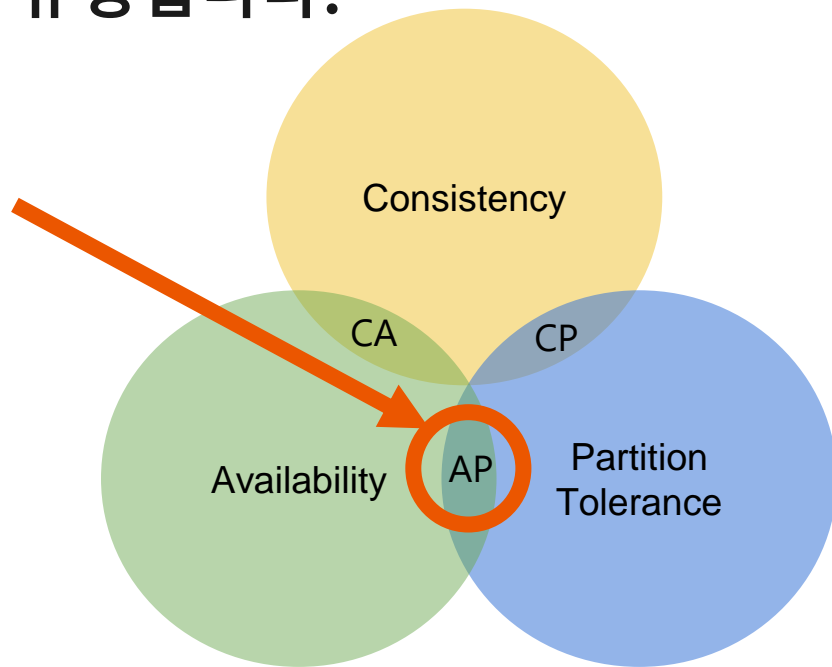 Consistency
CA
CP
Availability
AP
Partition
Tolerance